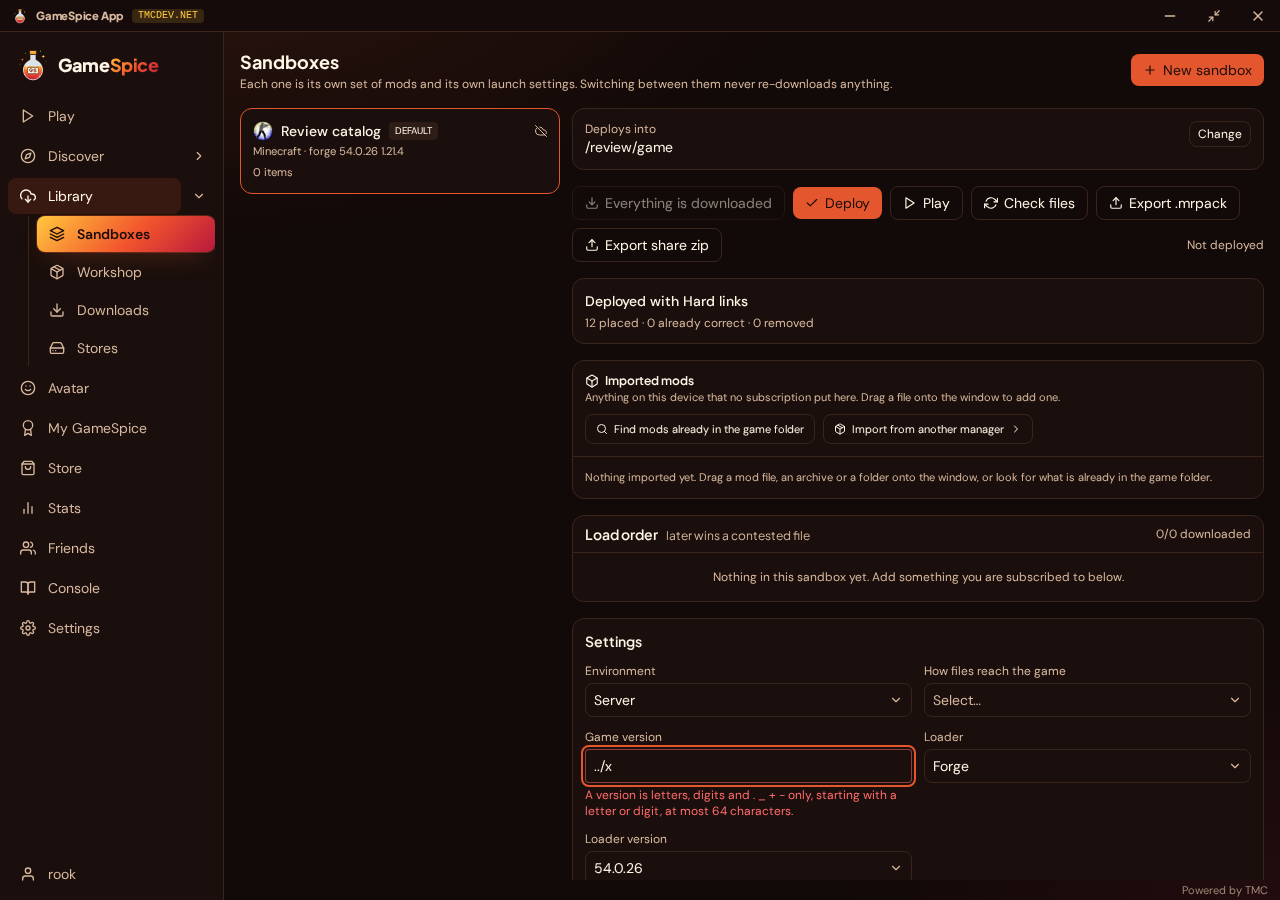 GameSpice App TMCDEV.NET
GameSpice
Play
Discover
Library
Sandboxes
Workshop
Downloads
Stores
Avatar
My GameSpice
Store
Stats
Friends
Console
Settings
rook
Sandboxes
Each one is its own set of mods and its own launch settings. Switching between them never re-downloads anything.
New sandbox
Review catalog DEFAULT
Minecraft · forge 54.0.26 1.21.4
0 items
Deploys into
/review/game
Change
Everything is downloaded Deploy Play Check files Export .mrpack
Export share zip Not deployed
Deployed with Hard links
12 placed · 0 already correct · 0 removed
Imported mods
Anything on this device that no subscription put here. Drag a file onto the window to add one.
Find mods already in the game folder Import from another manager
Nothing imported yet. Drag a mod file, an archive or a folder onto the window, or look for what is already in the game folder.
Load order later wins a contested file 0/0 downloaded
Nothing in this sandbox yet. Add something you are subscribed to below.
Settings
Environment How files reach the game
Server Select...
Game version Loader
../x Forge
A version is letters, digits and . _ + - only, starting with a
letter or digit, at most 64 characters.
Loader version
54.0.26
Powered by TMC